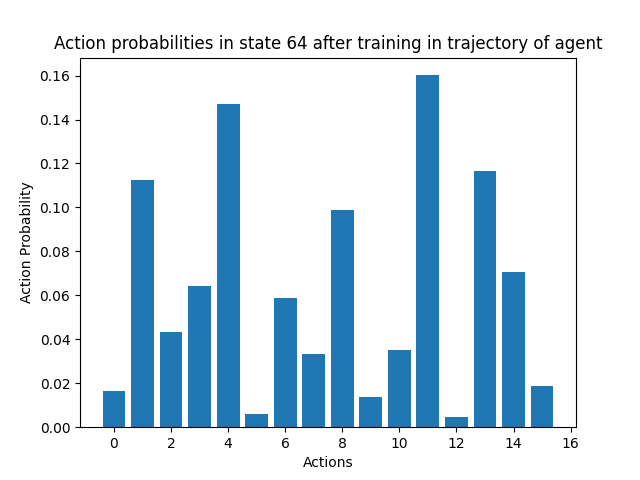 Action probabilities in state 64 after training in trajectory of agent
0.16
0.14
0.12
0.10
0.08
0.06
0.04
0.02
0.00
Action Probability
0 2 4 6 8 10 12 14 16
Actions